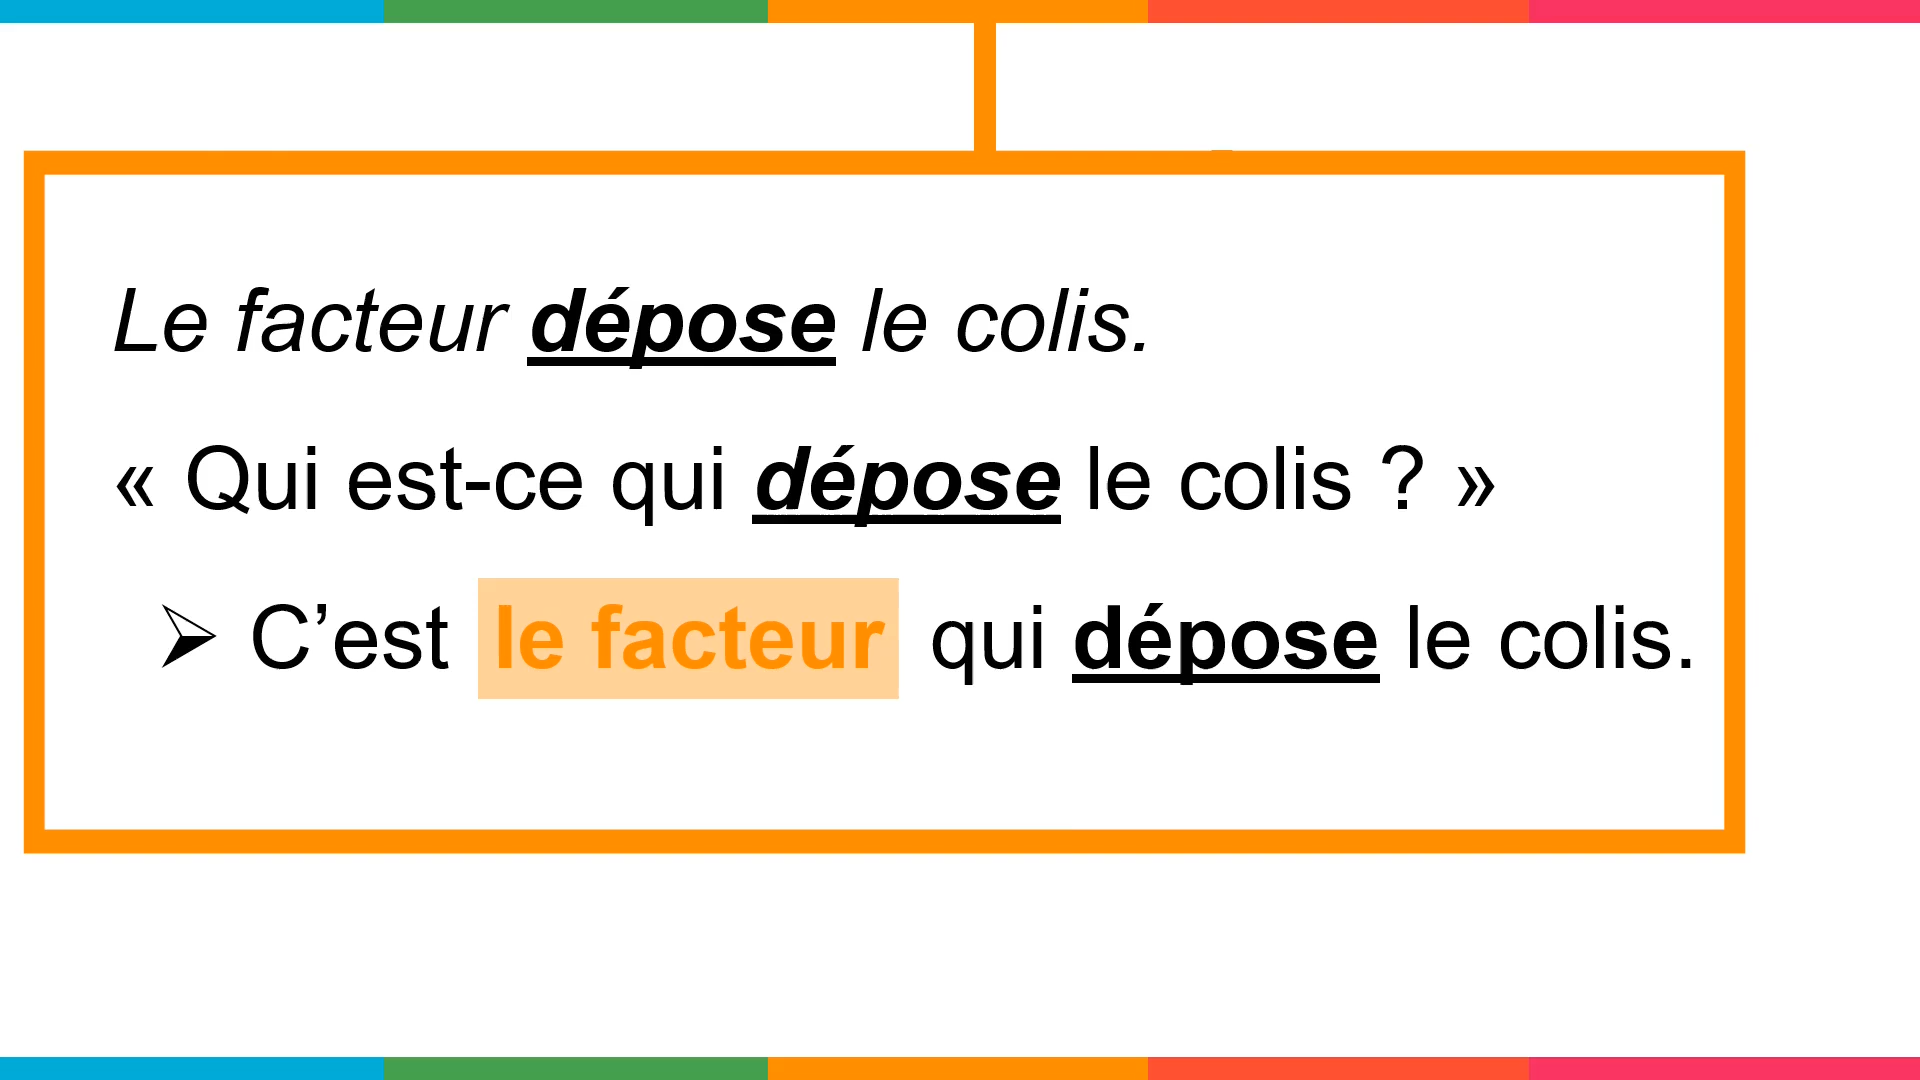 Le facteur dépose le colis.
« Qui est-ce qui dépose le colis ? »
➢ C’est le facteur qui dépose le colis.